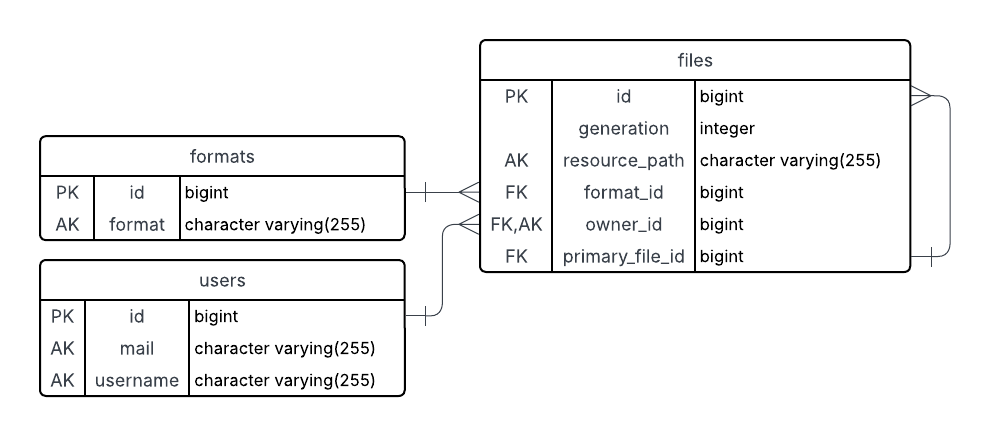 files
PK id bigint
generation integer
AK resource_path character varying(255)
FK format_id bigint
FK,AK owner_id bigint
FK primary_file_id bigint
formats
PK id bigint
AK format character varying(255)
users
PK id bigint
AK mail character varying(255)
AK username character varying(255)